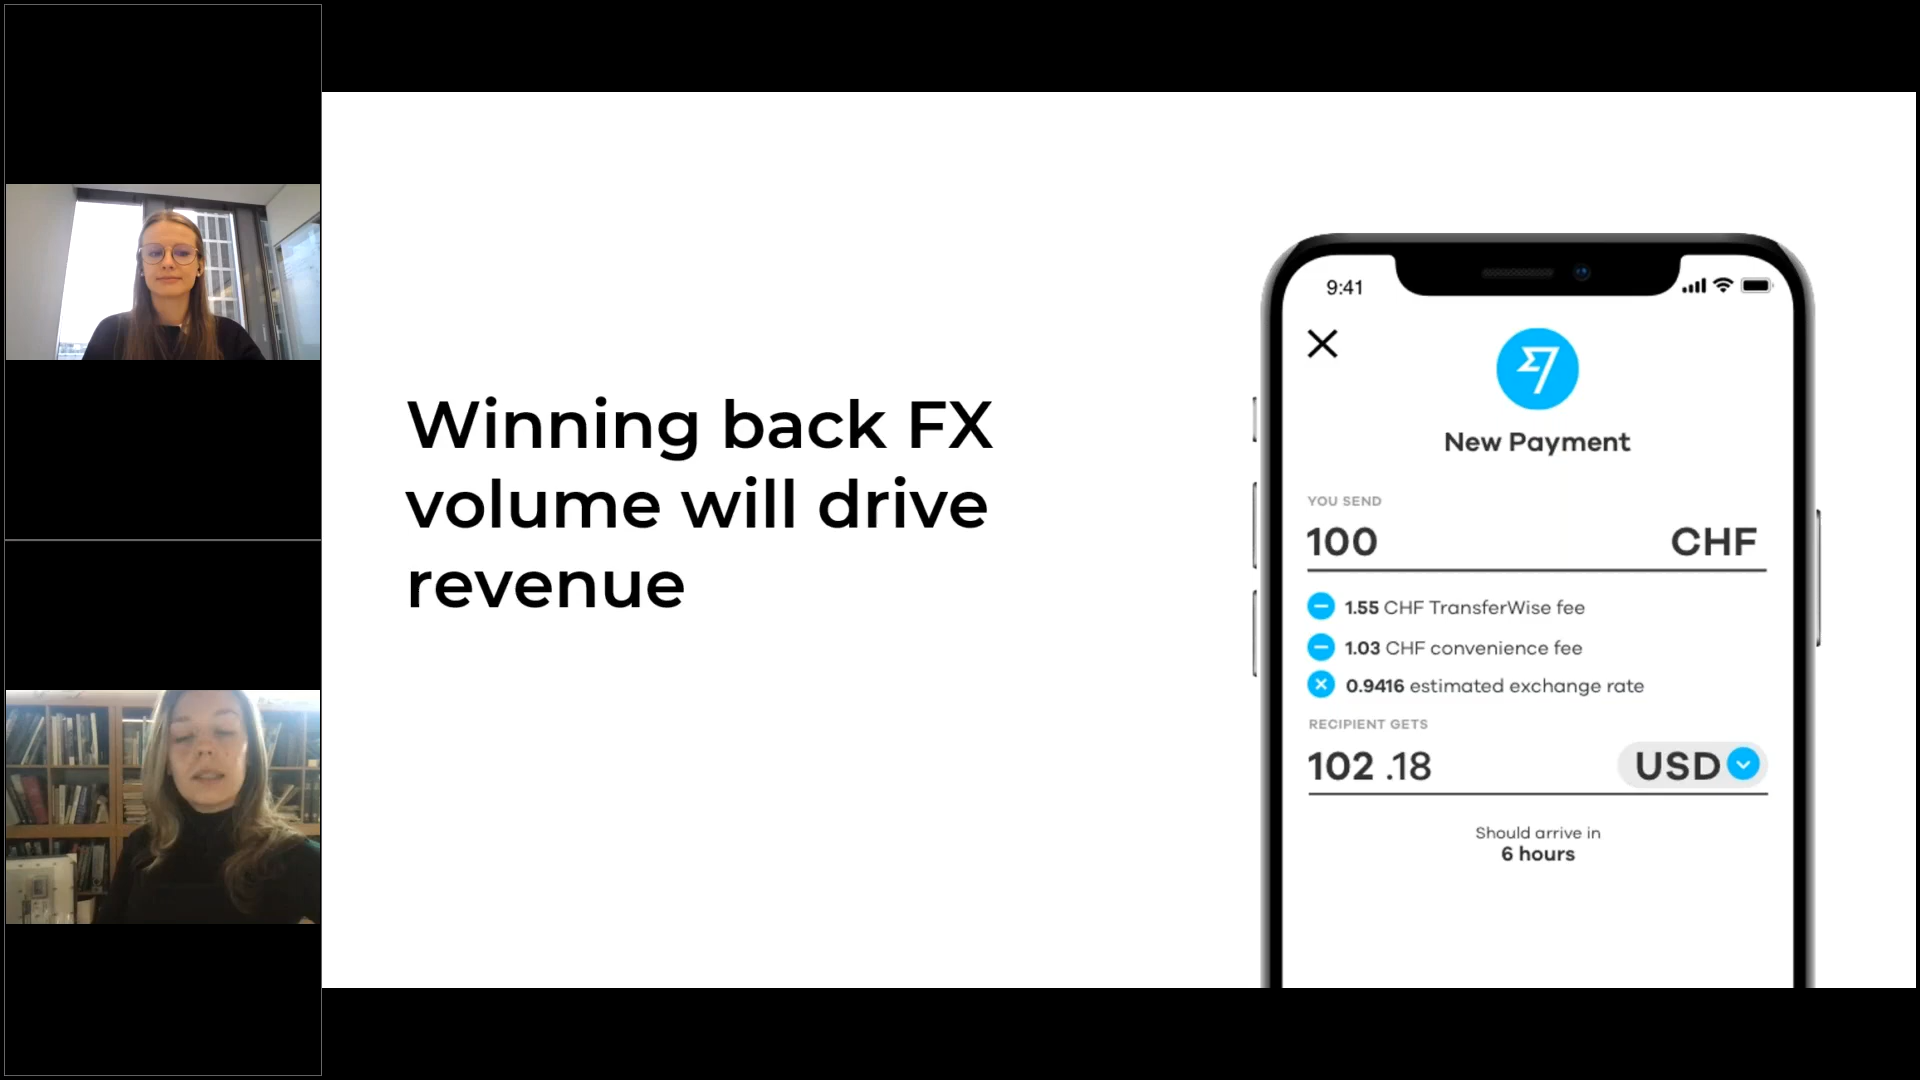 Winning back FX
volume will drive
revenue
9:41
New Payment
YOU SEND
100 CHF
1.55 CHF TransferWise fee
1.03 CHF convenience fee
0.9416 estimated exchange rate
RECIPIENT GETS
102 .18 USD
Should arrive in
6 hours